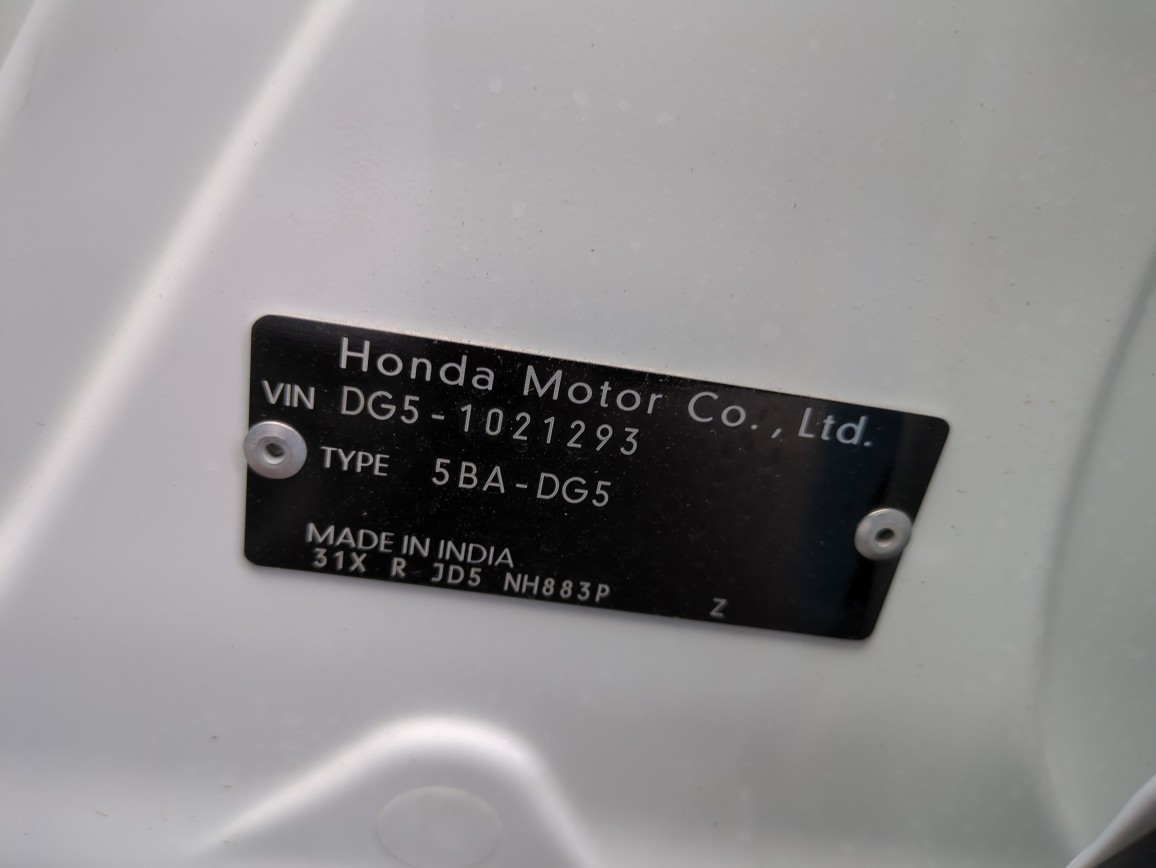 Honda Motor Co., Ltd.
VIN DG5-1021293
TYPE 5BA-DG5
MADE IN INDIA
31X R JD5 NH883P Z